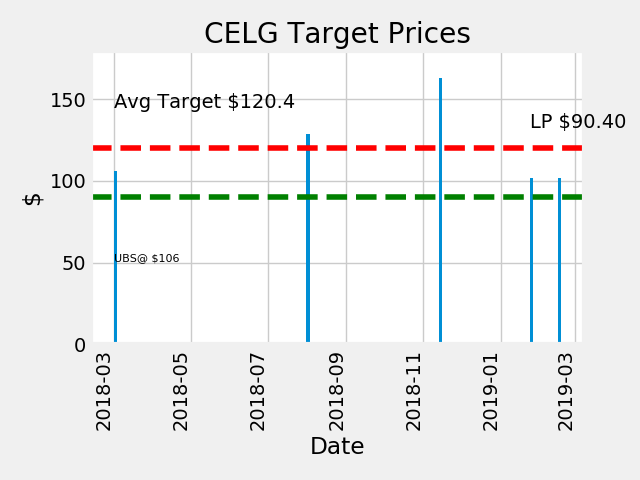 CELG Target Prices
150
Avg Target $120.4
LP $90.40
100
$
UBS@ $106
50
0
2018-03
2018-05
2018-07
2018-09
2018-11
2019-01
2019-03
Date